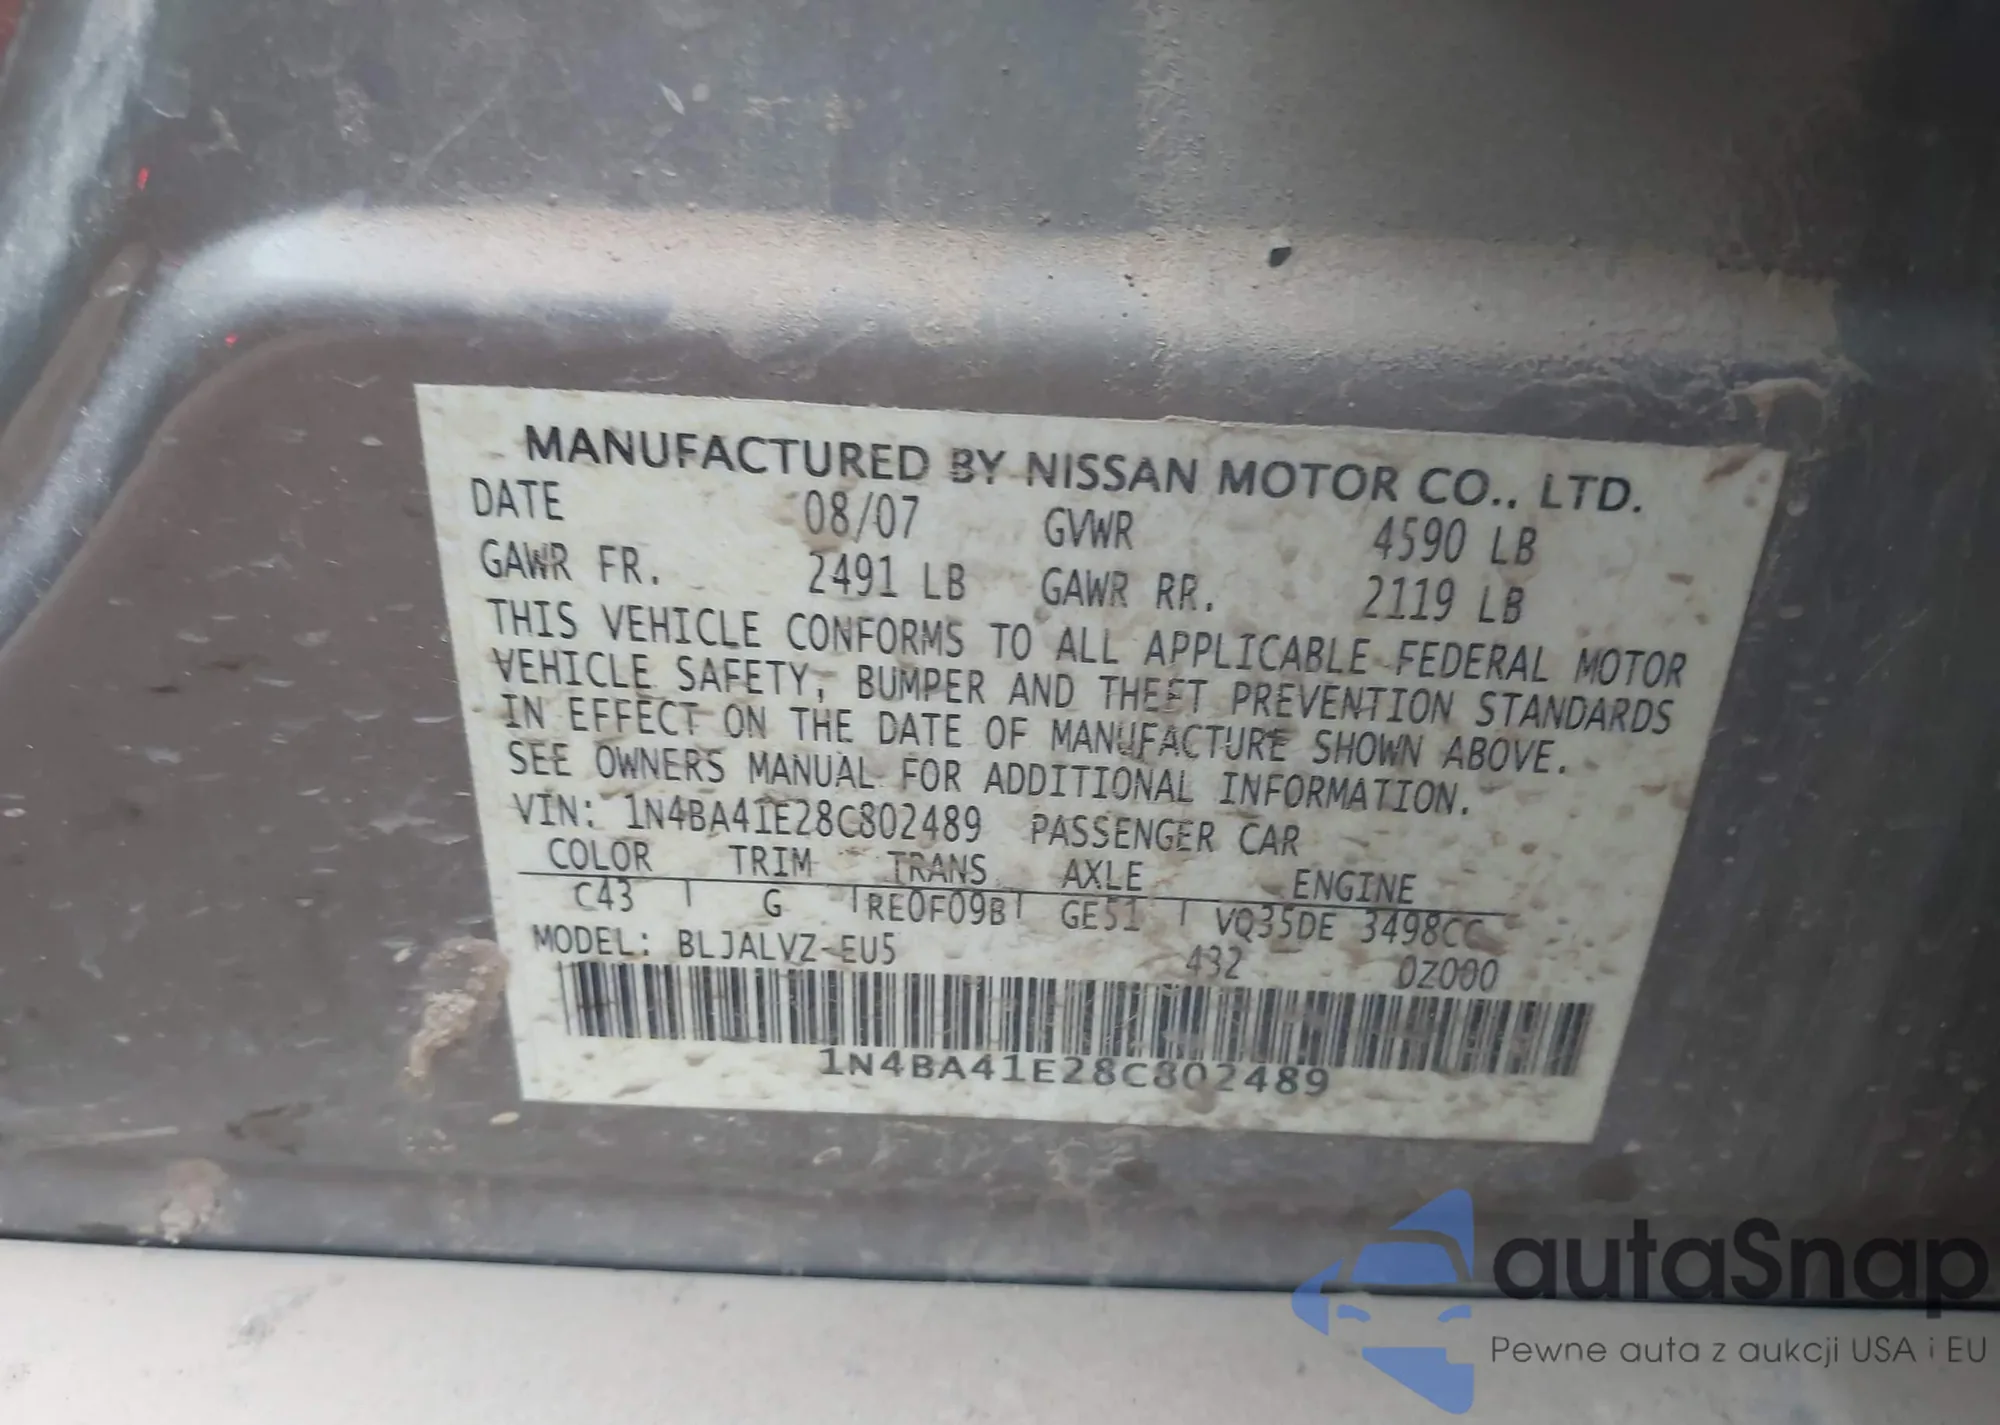 MANUFACTURED BY NISSAN MOTOR CO., LTD.
DATE 08/07 GVWR 4590 LB
GAWR FR. 2491 LB GAWR RR. 2119 LB
THIS VEHICLE CONFORMS TO ALL APPLICABLE FEDERAL MOTOR
VEHICLE SAFETY, BUMPER AND THEFT PREVENTION STANDARDS
IN EFFECT ON THE DATE OF MANUFACTURE SHOWN ABOVE.
SEE OWNERS MANUAL FOR ADDITIONAL INFORMATION.
VIN: 1N4BA41E28C802489 PASSENGER CAR
COLOR TRIM TRANS AXLE ENGINE
C43 G RE0F09B GE51 VQ35DE 3498CC
MODEL: BLJALVZ-EU5 432 0Z000
1N4BA41E28C802489
autaSnap
Pewne auta z aukcji USA i EU